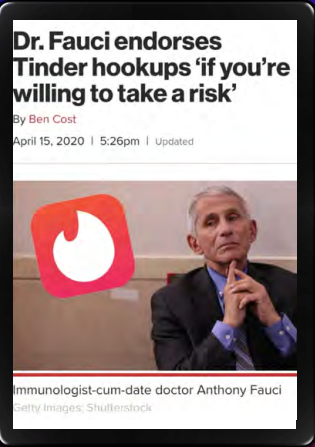 Dr. Fauci endorses
Tinder hookups ‘if you’re
willing to take a risk’
By Ben Cost
April 15, 2020 | 5:26pm | Updated
Immunologist-cum-date doctor Anthony Fauci
Getty Images; Shutterstock